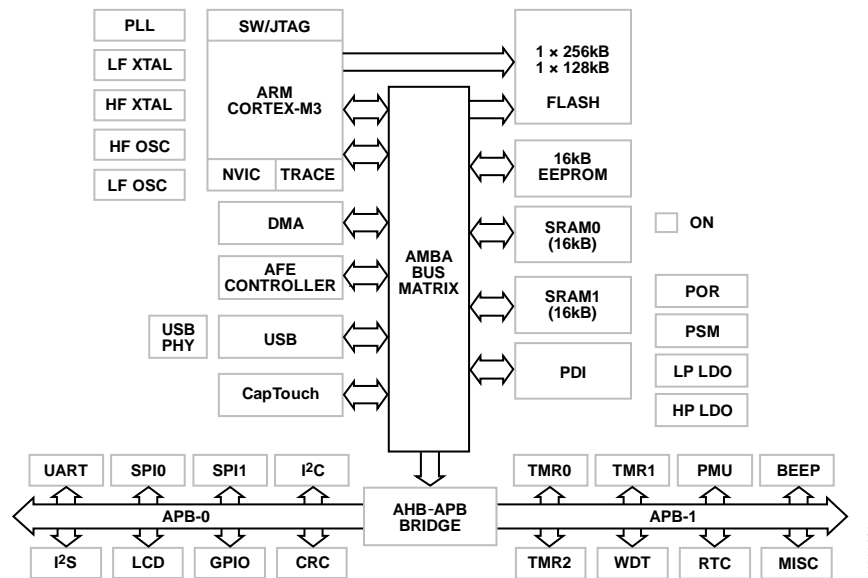 PLL
LF XTAL
HF XTAL
HF OSC
LF OSC
SW/JTAG
ARM
CORTEX-M3
NVIC
TRACE
1 × 256kB
1 × 128kB
FLASH
16kB
EEPROM
DMA
SRAM0
(16kB)
ON
AMBA
BUS
MATRIX
AFE
CONTROLLER
SRAM1
(16kB)
POR
USB
PHY
USB
PSM
PDI
LP LDO
CapTouch
HP LDO
UART
SPI0
SPI1
I2C
TMR0
TMR1
PMU
BEEP
APB-0
AHB-APB
BRIDGE
APB-1
I2S
LCD
GPIO
CRC
TMR2
WDT
RTC
MISC